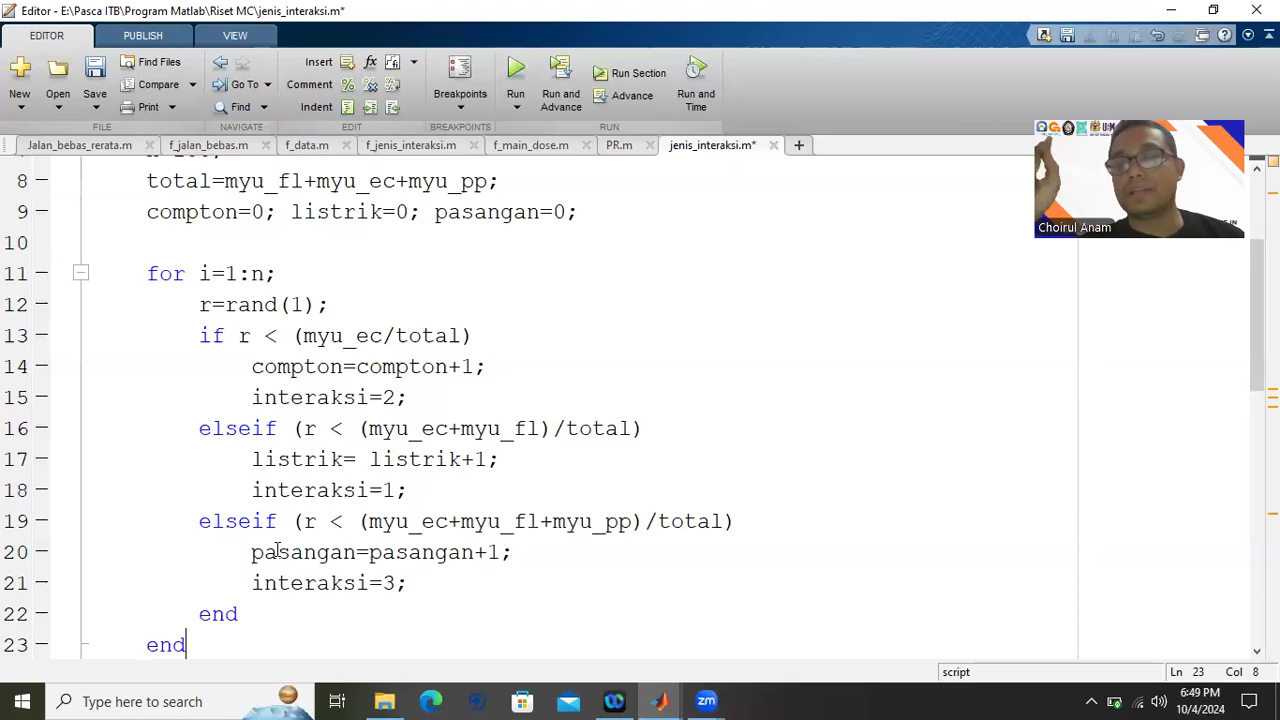 Editor - E:\Pasca ITB\Program Matlab\Riset MC\jenis_interaksi.m*
EDITOR PUBLISH VIEW
New Open Save Find Files Compare Print
Go To Find
Insert fx Comment Indent
Breakpoints
Run Run and Advance Run Section Advance Run and Time
FILE NAVIGATE EDIT BREAKPOINTS RUN
Jalan_bebas_rerata.m f_jalan_bebas.m f_data.m f_jenis_interaksi.m f_main_dose.m PR.m jenis_interaksi.m*
8 total=myu_fl+myu_ec+myu_pp;
9 compton=0; listrik=0; pasangan=0;
10
11 for i=1:n;
12 r=rand(1);
13 if r < (myu_ec/total)
14 compton=compton+1;
15 interaksi=2;
16 elseif (r < (myu_ec+myu_fl)/total)
17 listrik= listrik+1;
18 interaksi=1;
19 elseif (r < (myu_ec+myu_fl+myu_pp)/total)
20 pasangan=pasangan+1;
21 interaksi=3;
22 end
23 end
Choirul Anam
script Ln 23 Col 8
Type here to search
zm
6:49 PM
10/4/2024